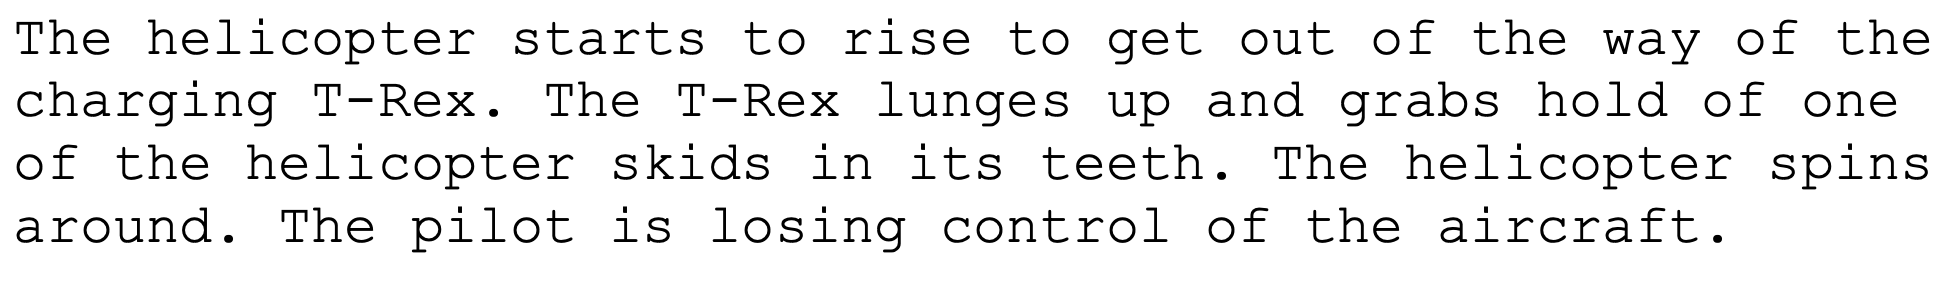 The helicopter starts to rise to get out of the way of the
charging T-Rex. The T-Rex lunges up and grabs hold of one
of the helicopter skids in its teeth. The helicopter spins
around. The pilot is losing control of the aircraft.